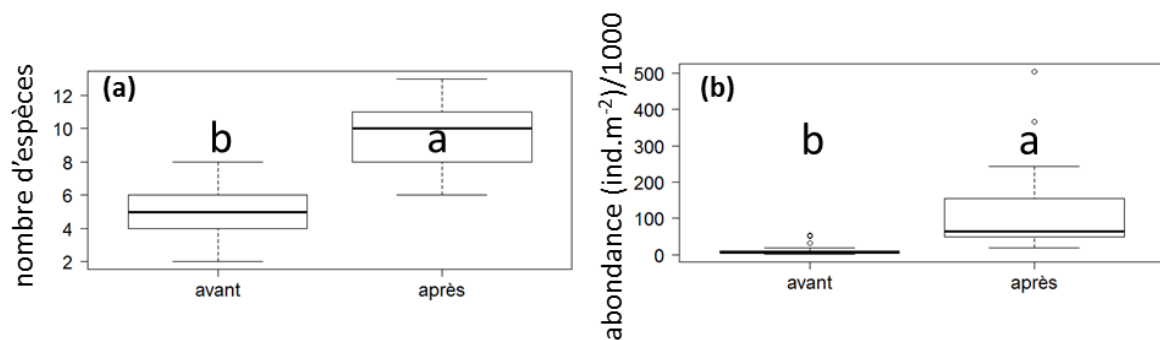 nombre d'espèces
(a)
12
10
8
6
4
2
b
a
avant
après
abondance (ind.m-2)/1000
(b)
500
400
300
200
100
0
b
a
avant
après